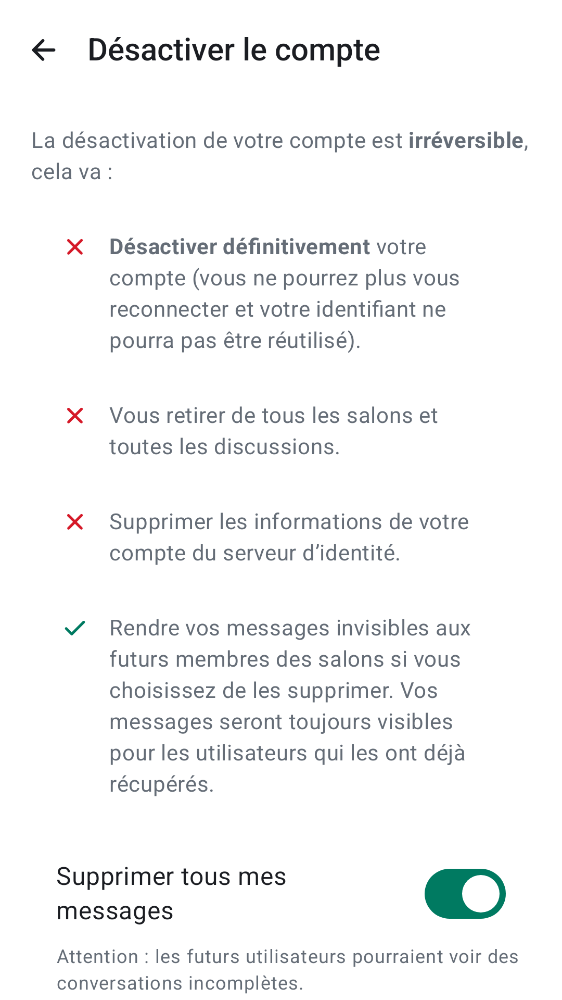 Désactiver le compte
La désactivation de votre compte est irréversible,
cela va :
Désactiver définitivement votre
compte (vous ne pourrez plus vous
reconnecter et votre identifiant ne
pourra pas être réutilisé).
Vous retirer de tous les salons et
toutes les discussions.
Supprimer les informations de votre
compte du serveur d’identité.
Rendre vos messages invisibles aux
futurs membres des salons si vous
choisissez de les supprimer. Vos
messages seront toujours visibles
pour les utilisateurs qui les ont déjà
récupérés.
Supprimer tous mes
messages
Attention : les futurs utilisateurs pourraient voir des
conversations incomplètes.